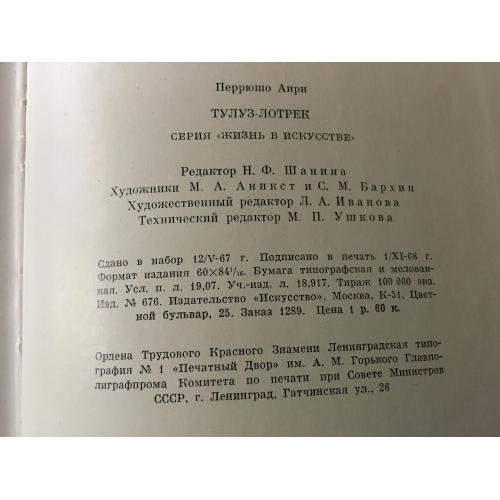 Перрюшо Анри
ТУЛУЗ-ЛОТРЕК
СЕРИЯ «ЖИЗНЬ В ИСКУССТВЕ»
Редактор Н. Ф. Шанина
Художники М. А. Аникст и С. М. Бархин
Художественный редактор Л. А. Иванова
Технический редактор М. П. Ушкова
Сдано в набор 12/V-67 г. Подписано в печать 1/XI-68 г.
Формат издания 60×84¹/₁₆. Бумага типографская и мелован-
ная. Усл. п. л. 19,07. Уч.-изд. л. 18,917. Тираж 100 000 экз.
Изд. № 676. Издательство «Искусство», Москва, К-51, Цвет-
ной бульвар, 25. Заказ 1289. Цена 1 р. 60 к.
Ордена Трудового Красного Знамени Ленинградская типо-
графия № 1 «Печатный Двор» им. А. М. Горького Главпо-
лиграфпрома Комитета по печати при Совете Министров
СССР, г. Ленинград, Гатчинская ул., 26